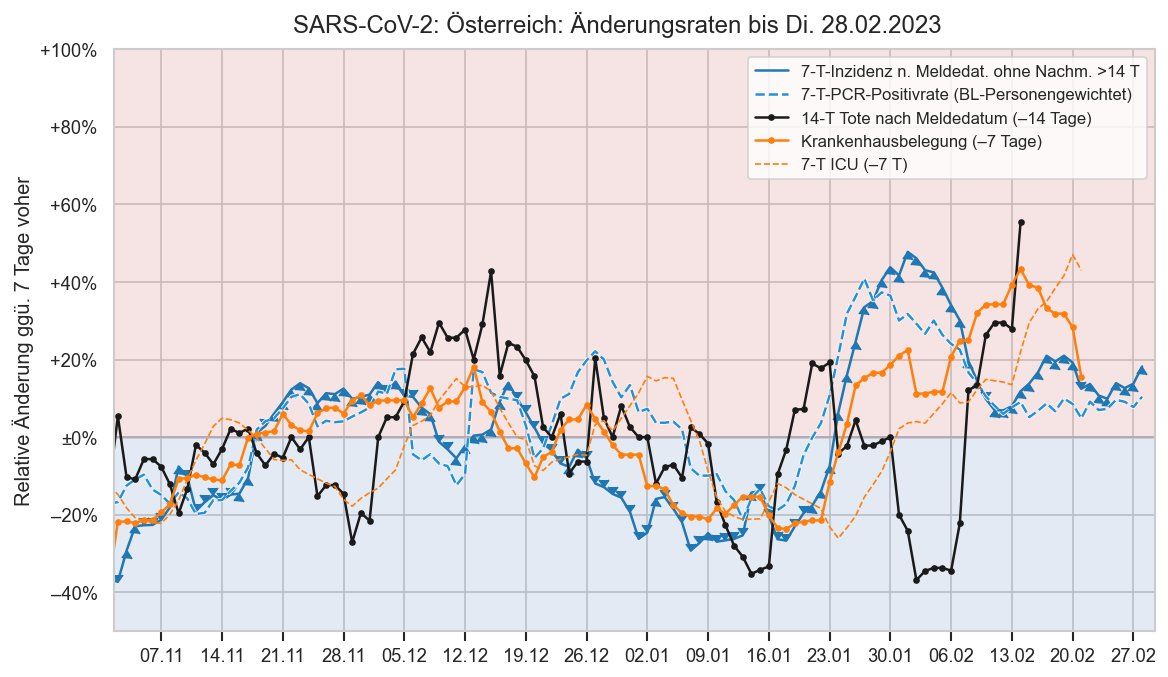 SARS-CoV-2: Österreich: Änderungsraten bis Di. 28.02.2023
Relative Änderung ggü. 7 Tage voher
+100%
+80%
+60%
+40%
+20%
±0%
–20%
–40%
7-T-Inzidenz n. Meldedat. ohne Nachm. >14 T
7-T-PCR-Positivrate (BL-Personengewichtet)
14-T Tote nach Meldedatum (–14 Tage)
Krankenhausbelegung (–7 Tage)
7-T ICU (–7 T)
07.11 14.11 21.11 28.11 05.12 12.12 19.12 26.12 02.01 09.01 16.01 23.01 30.01 06.02 13.02 20.02 27.02